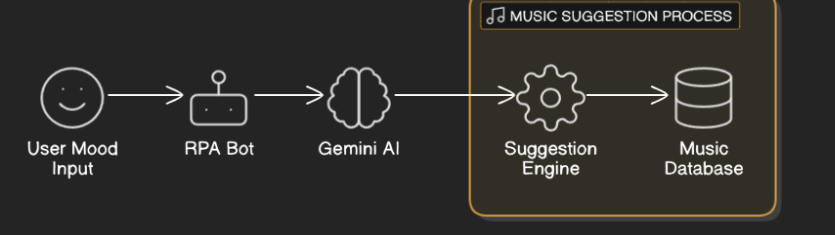 MUSIC SUGGESTION PROCESS
User Mood
Input
RPA Bot
Gemini AI
Suggestion
Engine
Music
Database